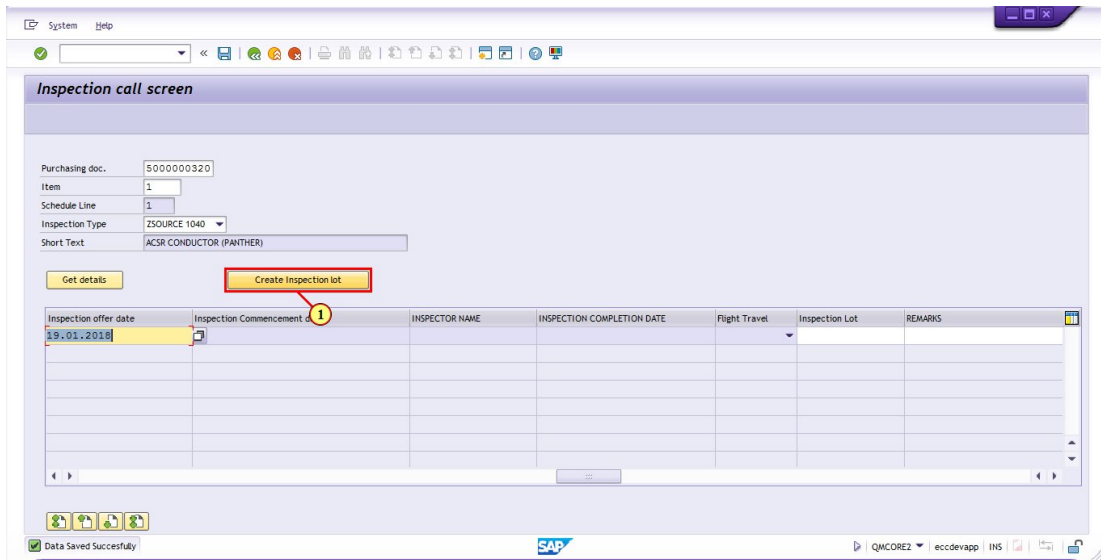 System Help
Inspection call screen
Purchasing doc. 5000000320
Item 1
Schedule Line 1
Inspection Type ZSOURCE 1040
Short Text ACSR CONDUCTOR (PANTHER)
Get details Create Inspection lot
1
Inspection offer date Inspection Commencement d INSPECTOR NAME INSPECTION COMPLETION DATE Flight Travel Inspection Lot REMARKS
19.01.2018
Data Saved Succesfully SAP QMCORE2 eccdevapp INS